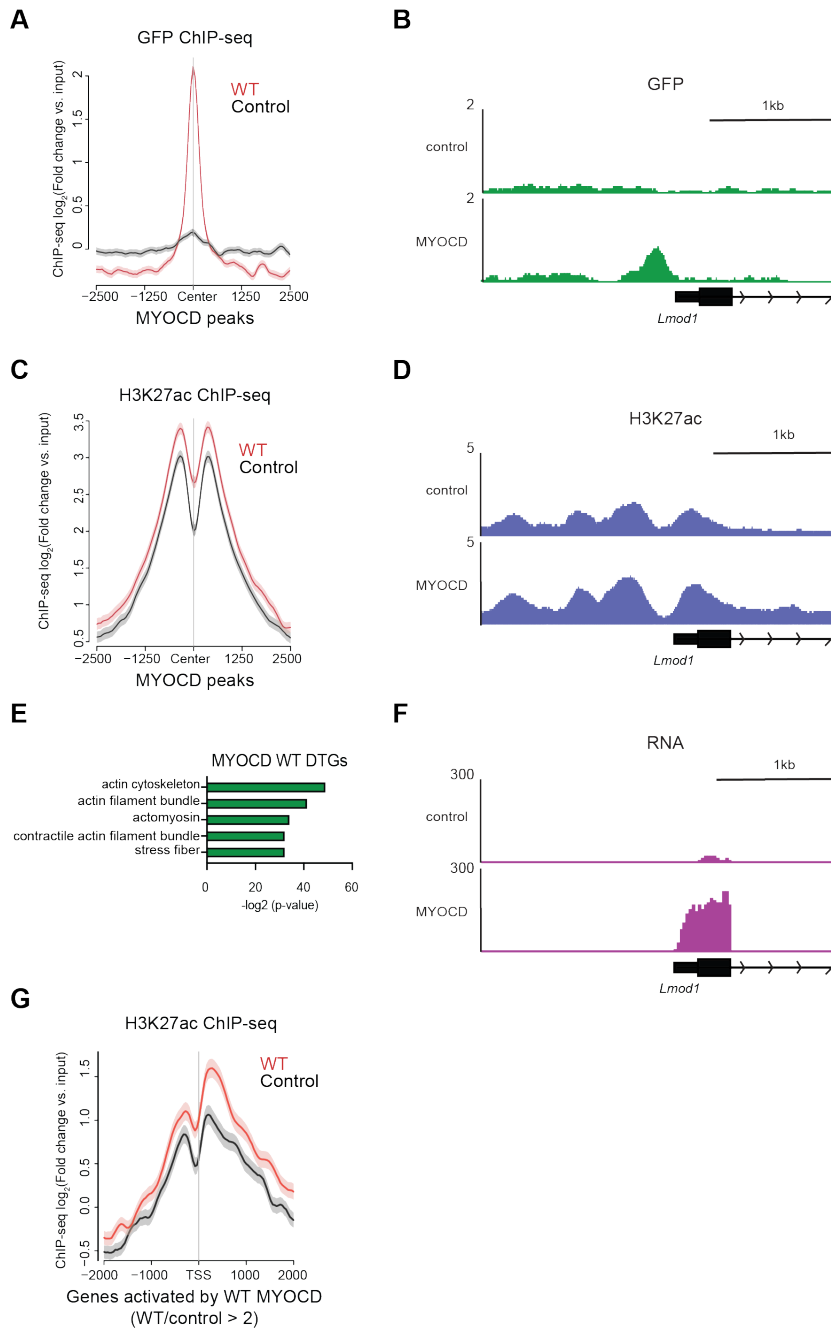 A
GFP ChIP-seq
ChIP-seq log2(Fold change vs. input)
2
1.5
1
0.5
0
WT
Control
−2500 −1250 Center 1250 2500
MYOCD peaks
B
GFP
2
1kb
control
2
MYOCD
Lmod1
C
H3K27ac ChIP-seq
ChIP-seq log2(Fold change vs. input)
3.5
3
2.5
2
1.5
1
0.5
WT
Control
−2500 −1250 Center 1250 2500
MYOCD peaks
D
H3K27ac
5
1kb
control
5
MYOCD
Lmod1
E
MYOCD WT DTGs
actin cytoskeleton
actin filament bundle
actomyosin
contractile actin filament bundle
stress fiber
0 20 40 60
-log2 (p-value)
F
RNA
300
1kb
control
300
MYOCD
Lmod1
G
H3K27ac ChIP-seq
ChIP-seq log2(Fold change vs. input)
1.5
1.0
0.5
0.0
−0.5
WT
Control
−2000 −1000 TSS 1000 2000
Genes activated by WT MYOCD
(WT/control > 2)